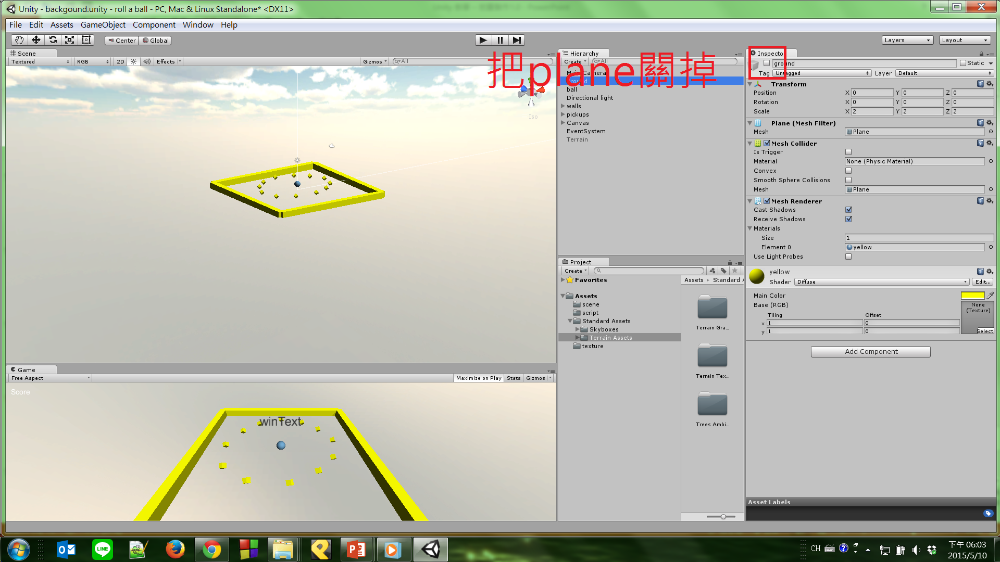 Unity - backgound.unity - roll a ball - PC, Mac & Linux Standalone* <DX11>
File Edit Assets GameObject Component Window Help
Center Global
Layers Layout
Scene
Textured RGB 2D Effects Gizmos All
把plane關掉
Hierarchy
Create All
Main Camera
ball
Directional light
walls
pickups
Canvas
EventSystem
Terrain
Iso
Inspecto
ground Static
Tag Untagged Layer Default
Transform
Position X 0 Y 0 Z 0
Rotation X 0 Y 0 Z 0
Scale X 2 Y 2 Z 2
Plane (Mesh Filter)
Mesh Plane
Mesh Collider
Is Trigger
Material None (Physic Material)
Convex
Smooth Sphere Collisions
Mesh Plane
Mesh Renderer
Cast Shadows
Receive Shadows
Materials
Size 1
Element 0 yellow
Use Light Probes
yellow
Shader Diffuse Edit...
Main Color
Base (RGB)
None
(Texture)
Tiling Offset
x 1 0
y 1 0
Select
Add Component
Asset Labels
Project
Create
Favorites
Assets
scene
script
Standard Assets
Skyboxes
Terrain Assets
texture
Assets Standard A
Terrain Gra...
Terrain Tex...
Trees Ambi...
Game
Free Aspect Maximize on Play Stats Gizmos
Score
winText
LINE
CH
下午 06:03
2015/5/10